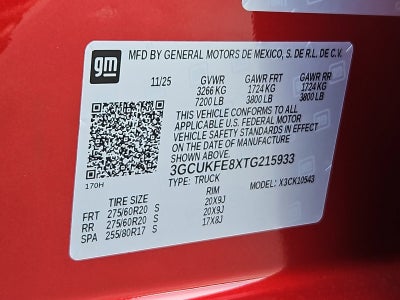 gm
MFD BY GENERAL MOTORS DE MEXICO, S. DE R.L. DE C.V.
11/25 GVWR GAWR FRT GAWR RR
3266 KG 1724 KG 1724 KG
7200 LB 3800 LB 3800 LB
THIS VEHICLE CONFORMS TO ALL
APPLICABLE U.S. FEDERAL MOTOR
VEHICLE SAFETY STANDARDS IN EFFECT
ON THE DATE OF MANUFACTURE
SHOWN ABOVE.
3GCUKFE8XTG215933
TYPE: TRUCK X3CK10543
170H
TIRE SIZE RIM
FRT 275/60R20 S 20X9J
RR 275/60R20 S 20X9J
SPA 255/80R17 S 17X8J